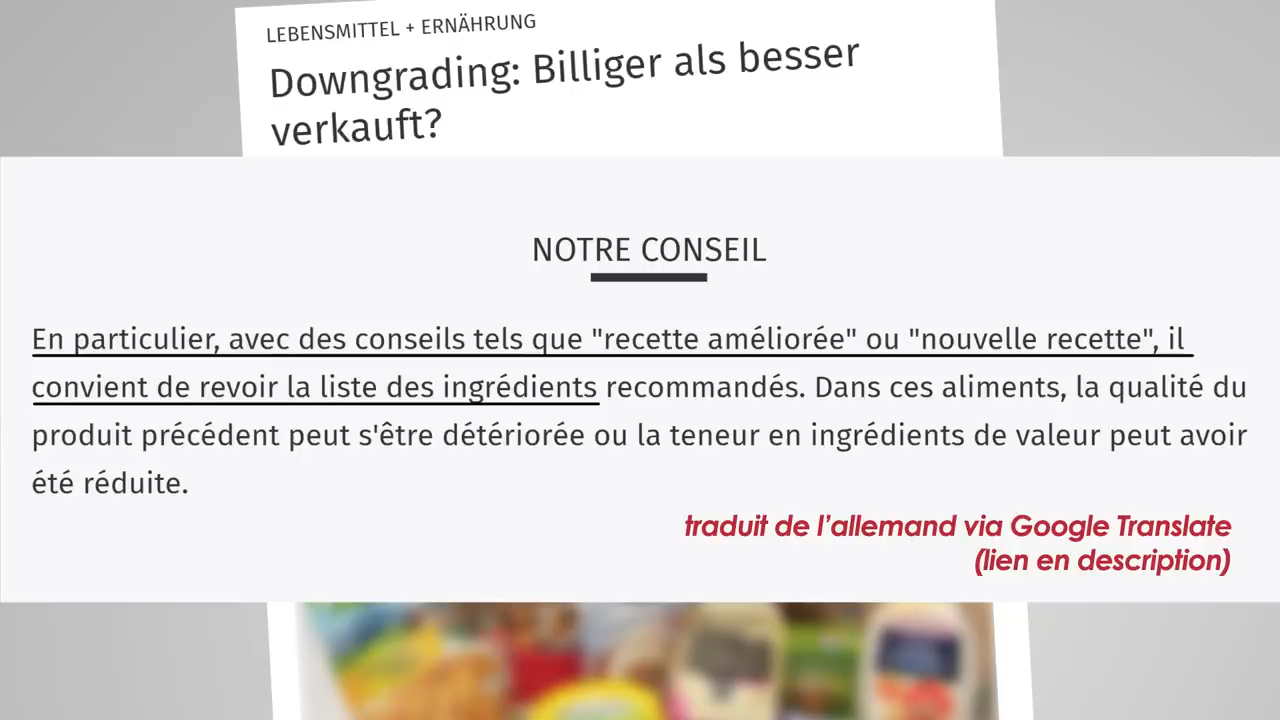 LEBENSMITTEL + ERNÄHRUNG
Downgrading: Billiger als besser
verkauft?
NOTRE CONSEIL
En particulier, avec des conseils tels que "recette améliorée" ou "nouvelle recette", il
convient de revoir la liste des ingrédients recommandés. Dans ces aliments, la qualité du
produit précédent peut s'être détériorée ou la teneur en ingrédients de valeur peut avoir
été réduite.
traduit de l'allemand via Google Translate
(lien en description)